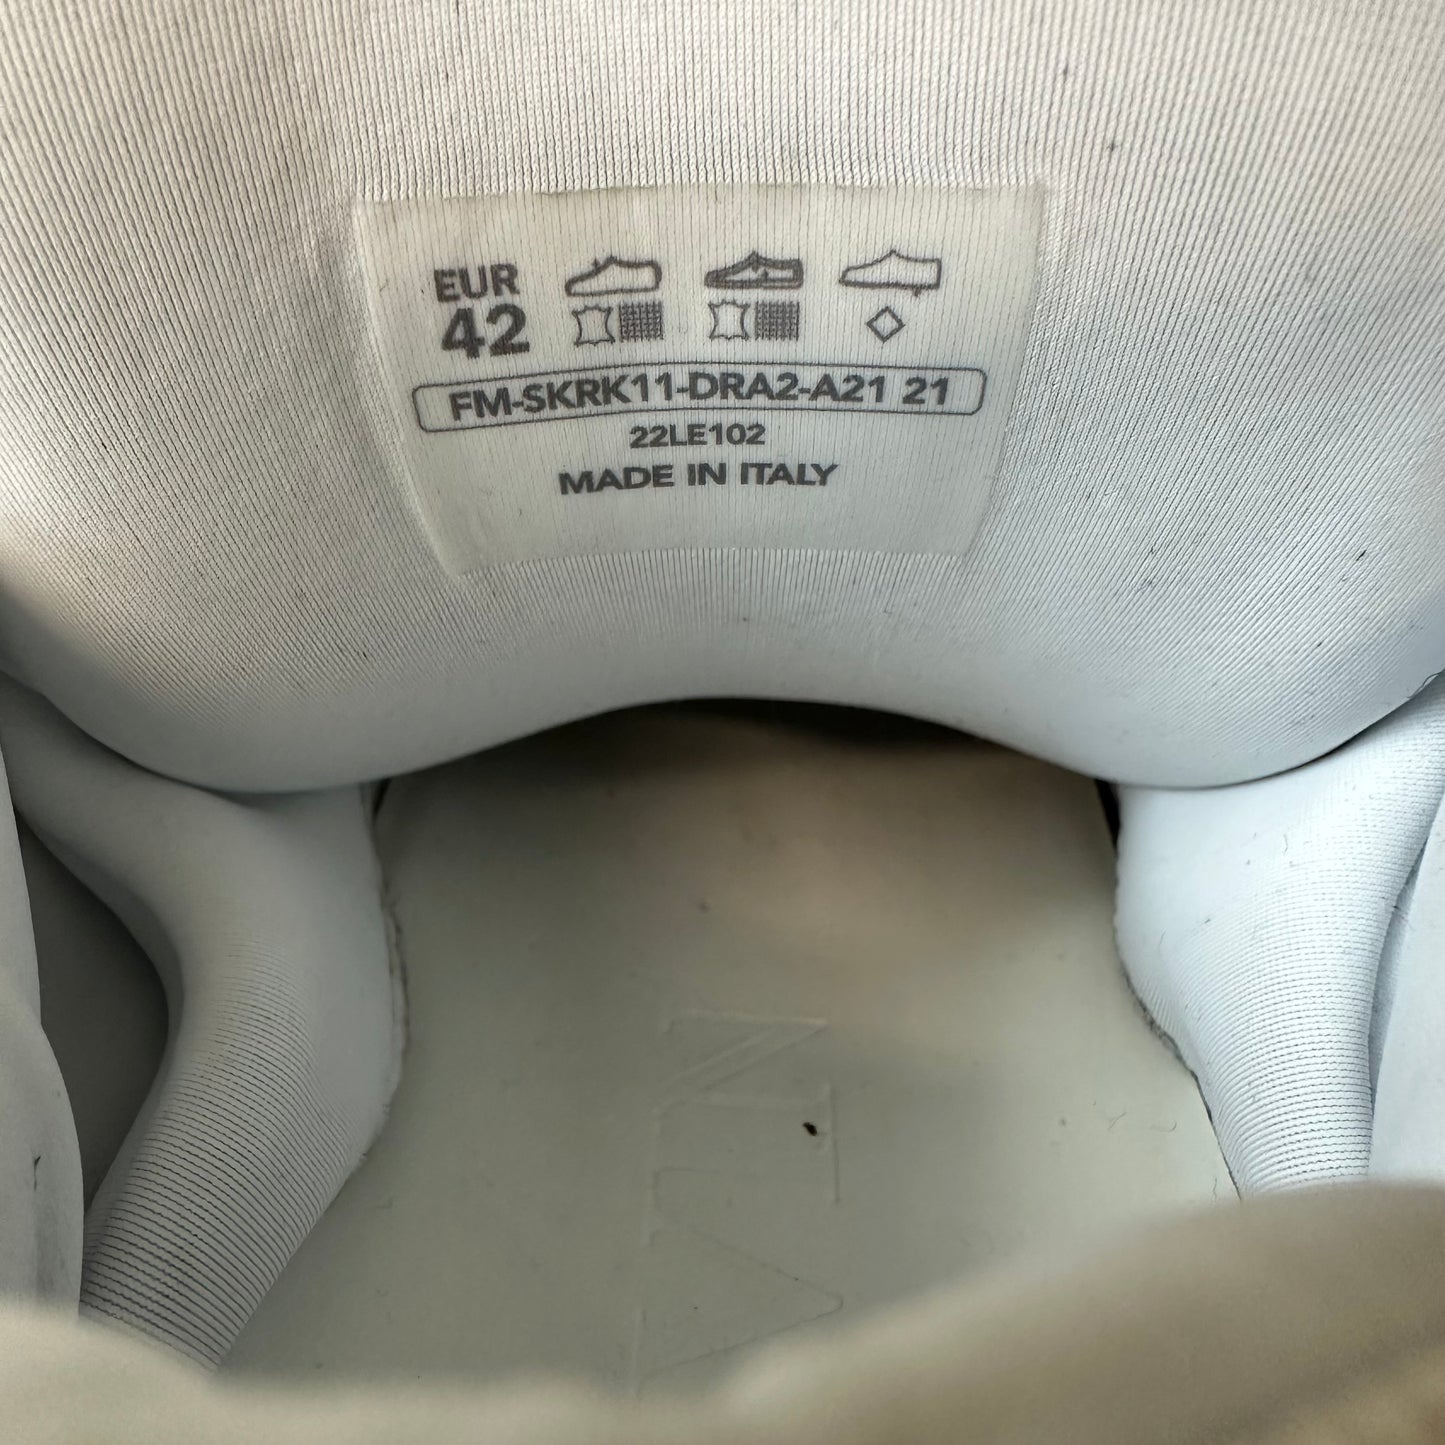 EUR
42
FM-SKRK11-DRA2-A21 21
22LE102
MADE IN ITALY